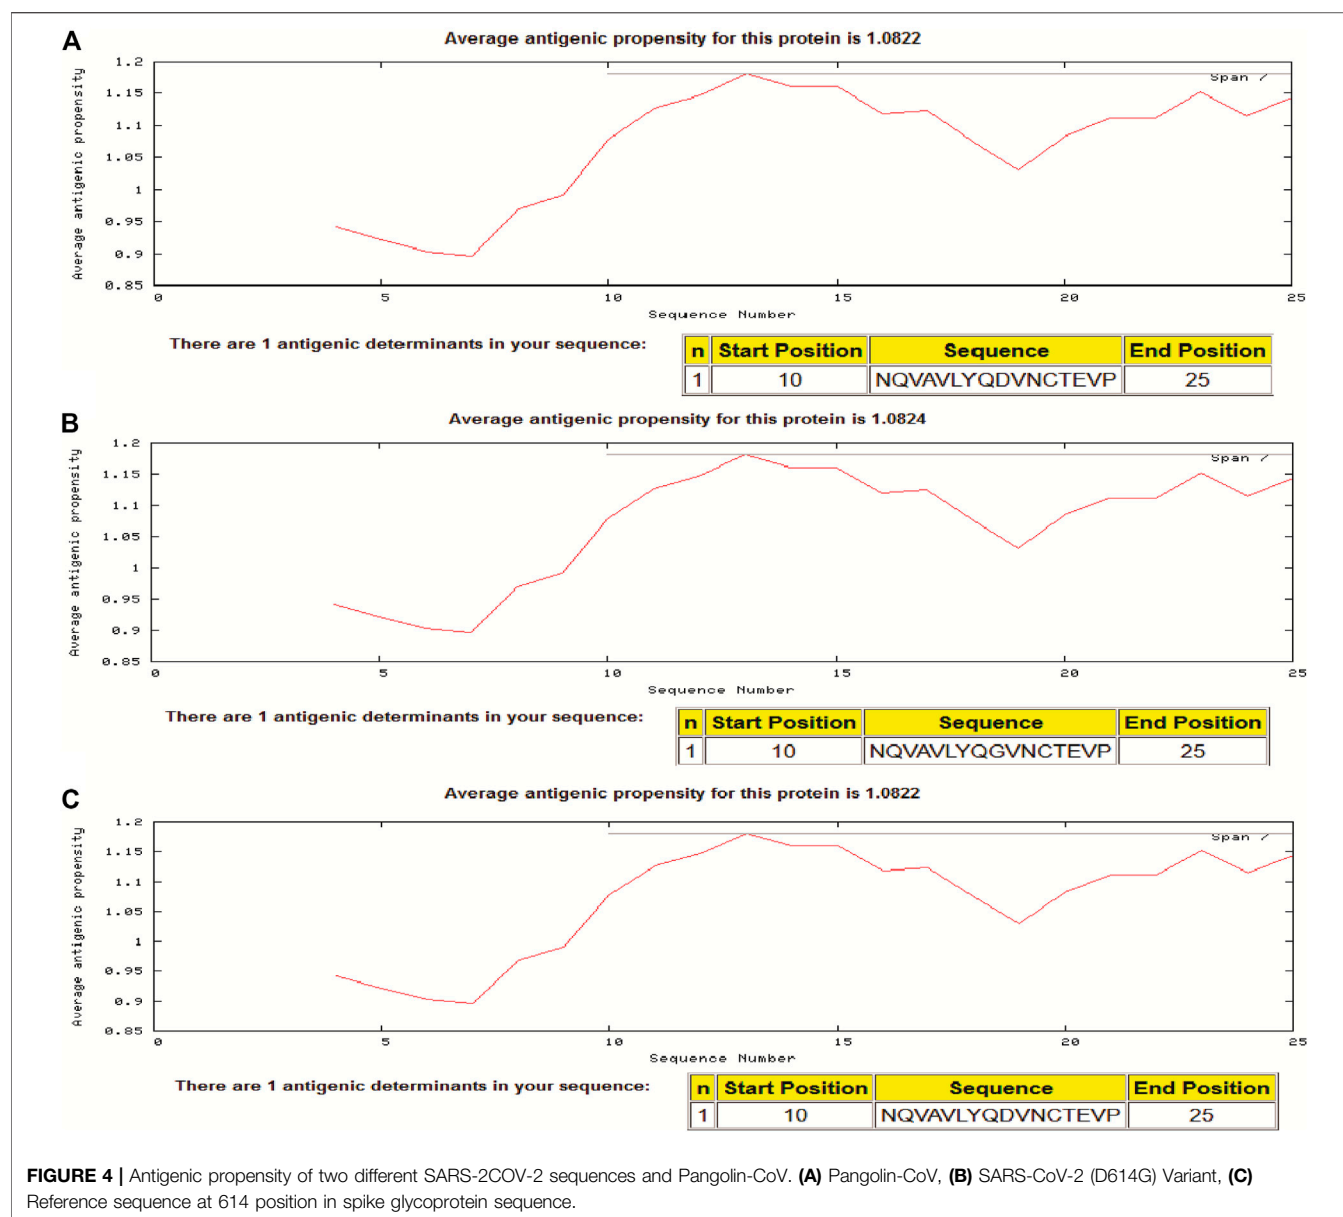 A
Average antigenic propensity for this protein is 1.0822
Average antigenic propensity
1.2
1.15
1.1
1.05
1
0.95
0.9
0.85
Span 7
0 5 10 15 20 25
Sequence Number
There are 1 antigenic determinants in your sequence:
n Start Position Sequence End Position
1 10 NQVAVLYQDVNCTEVP 25
B
Average antigenic propensity for this protein is 1.0824
Average antigenic propensity
1.2
1.15
1.1
1.05
1
0.95
0.9
0.85
Span 7
0 5 10 15 20 25
Sequence Number
There are 1 antigenic determinants in your sequence:
n Start Position Sequence End Position
1 10 NQVAVLYQGVNCTEVP 25
C
Average antigenic propensity for this protein is 1.0822
Average antigenic propensity
1.2
1.15
1.1
1.05
1
0.95
0.9
0.85
Span 7
0 5 10 15 20 25
Sequence Number
There are 1 antigenic determinants in your sequence:
n Start Position Sequence End Position
1 10 NQVAVLYQDVNCTEVP 25
FIGURE 4 | Antigenic propensity of two different SARS-2COV-2 sequences and Pangolin-CoV. (A) Pangolin-CoV, (B) SARS-CoV-2 (D614G) Variant, (C)
Reference sequence at 614 position in spike glycoprotein sequence.